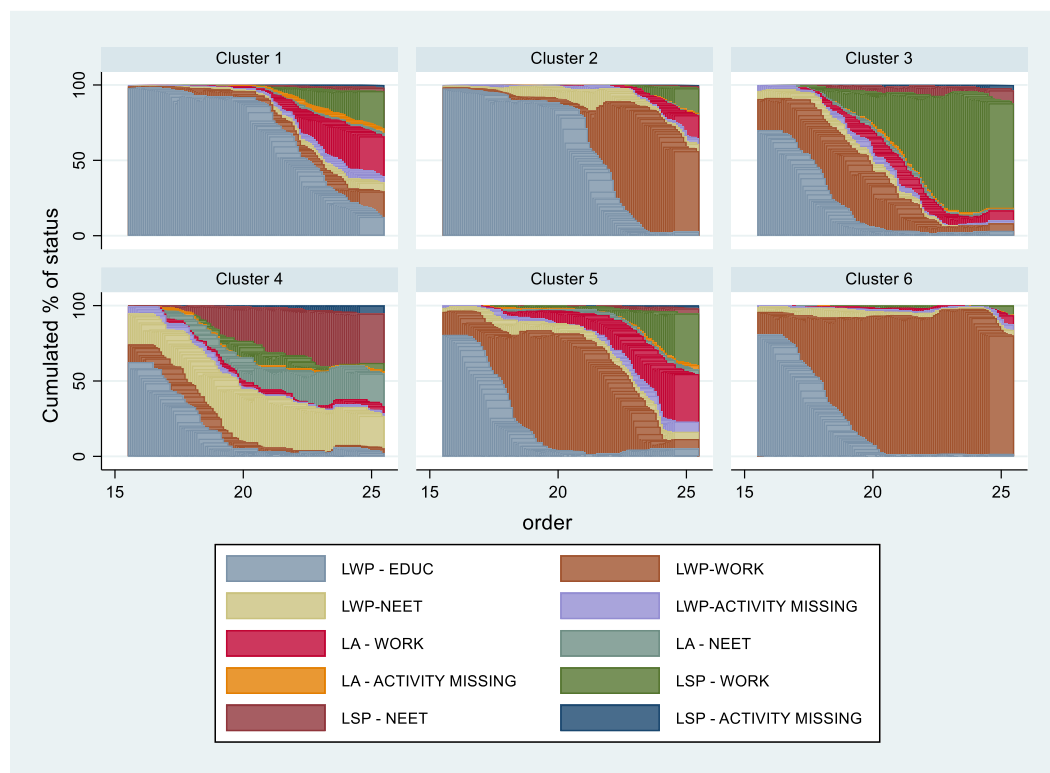 Cluster 1
Cluster 2
Cluster 3
100
50
0
Cluster 4
Cluster 5
Cluster 6
100
50
0
Cumulated % of status
15 20 25
15 20 25
15 20 25
order
LWP - EDUC
LWP-WORK
LWP-NEET
LWP-ACTIVITY MISSING
LA - WORK
LA - NEET
LA - ACTIVITY MISSING
LSP - WORK
LSP - NEET
LSP - ACTIVITY MISSING